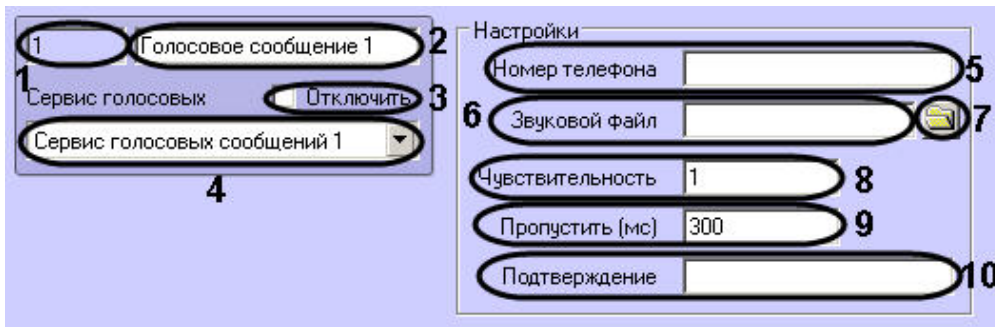 1 Голосовое сообщение 1 2
1
Сервис голосовых Отключить 3
Сервис голосовых сообщений 1
4
Настройки
Номер телефона 5
6 Звуковой файл 7
Чувствительность 1 8
Пропустить (мс) 300 9
Подтверждение 10